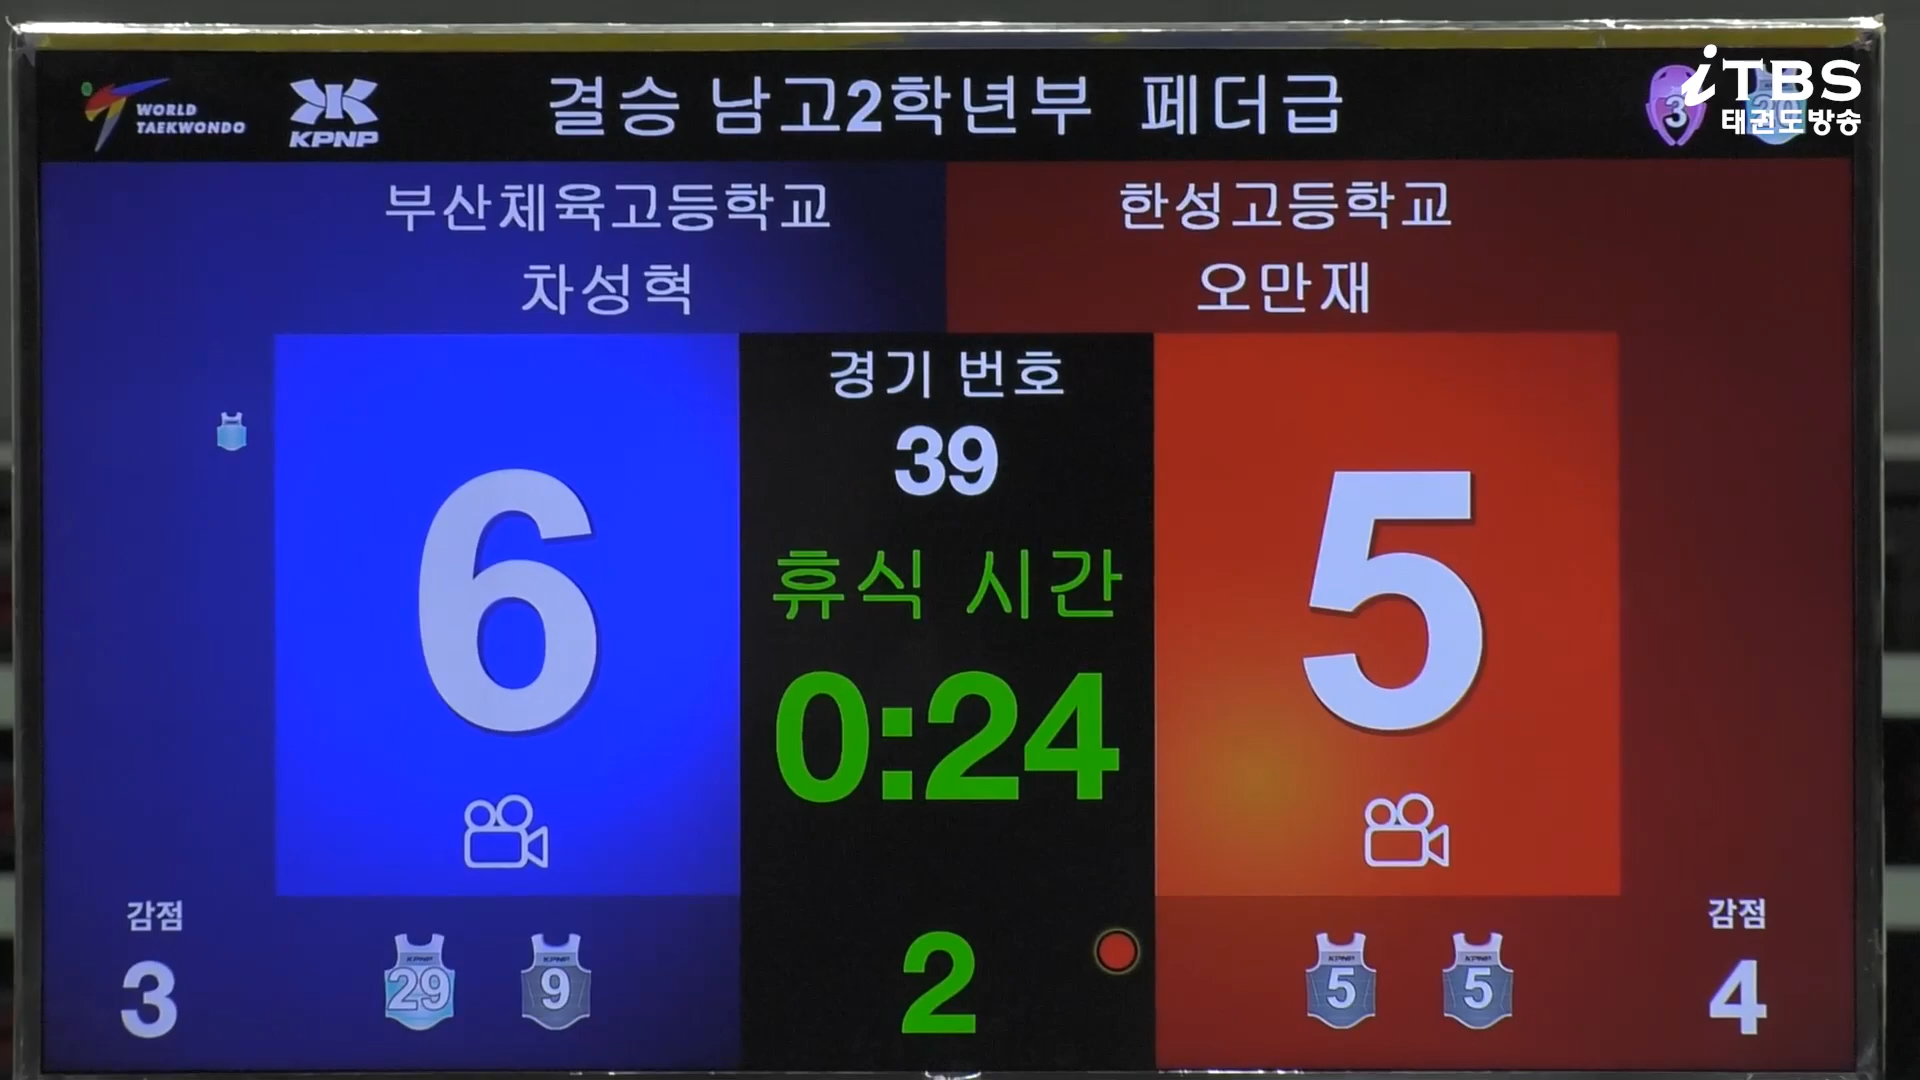 WORLD
TAEKWONDO
KPNP
결승 남고2학년부 페더급
3
iTBS
태권도방송
부산체육고등학교
한성고등학교
차성혁
오만재
경기 번호
39
6
5
휴식 시간
0:24
감점
3
29
9
2
5
5
감점
4